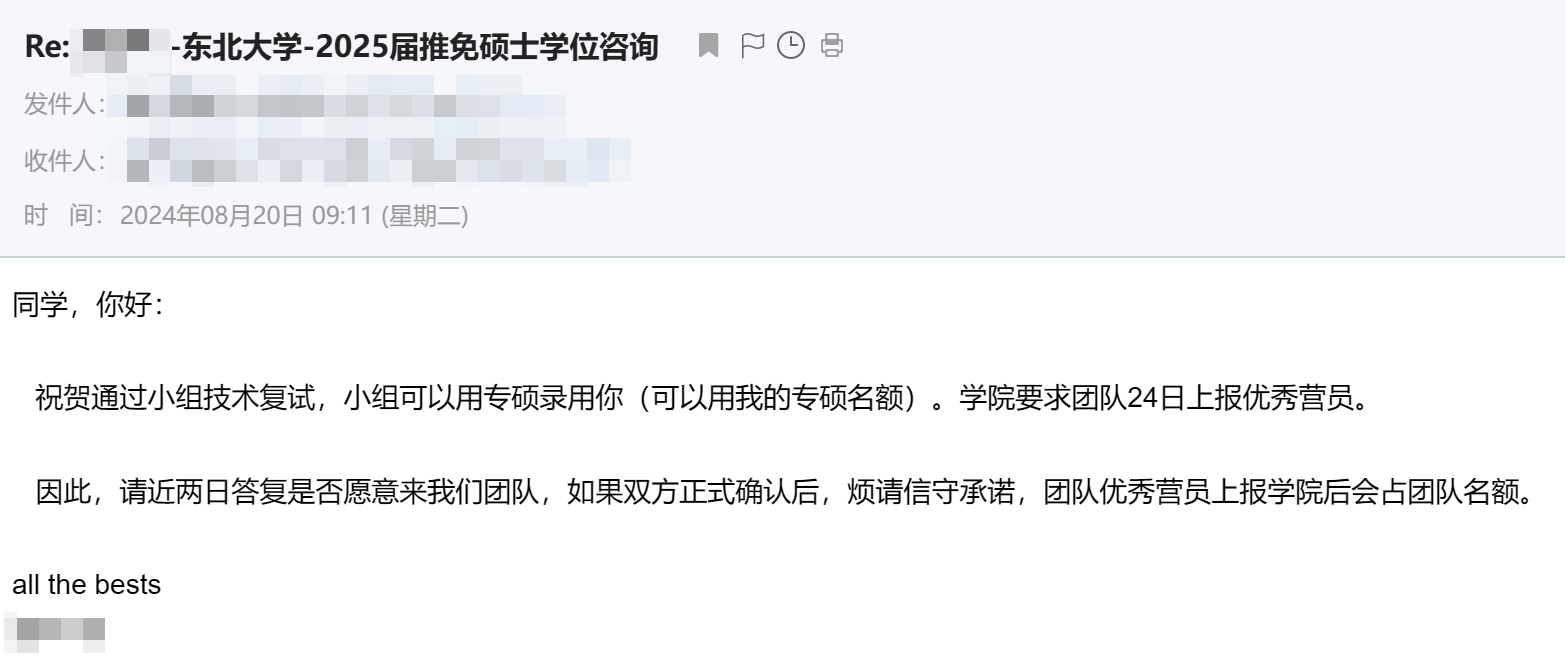 Re: -东北大学-2025届推免硕士学位咨询
发件人：
收件人：
时 间： 2024年08月20日 09:11 (星期二)
同学，你好：
祝贺通过小组技术复试，小组可以用专硕录用你（可以用我的专硕名额）。学院要求团队24日上报优秀营员。
因此，请近两日答复是否愿意来我们团队，如果双方正式确认后，烦请信守承诺，团队优秀营员上报学院后会占团队名额。
all the bests